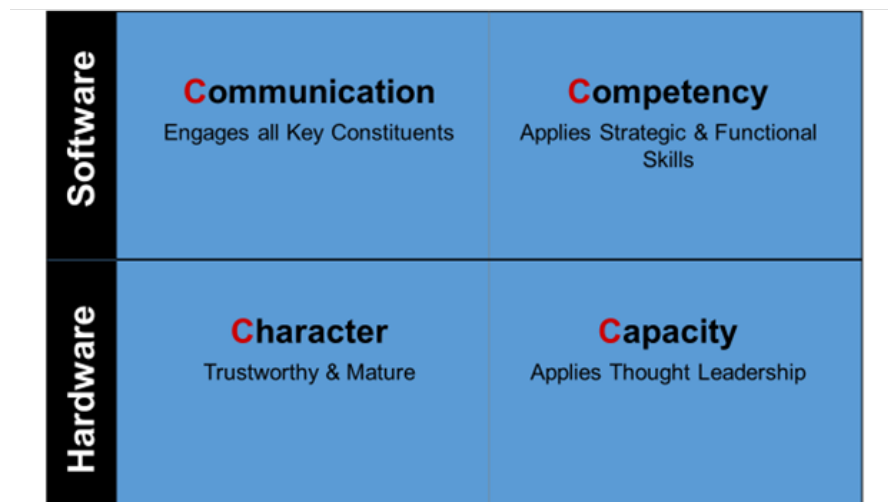 Software
Communication
Engages all Key Constituents
Competency
Applies Strategic & Functional
Skills
Hardware
Character
Trustworthy & Mature
Capacity
Applies Thought Leadership